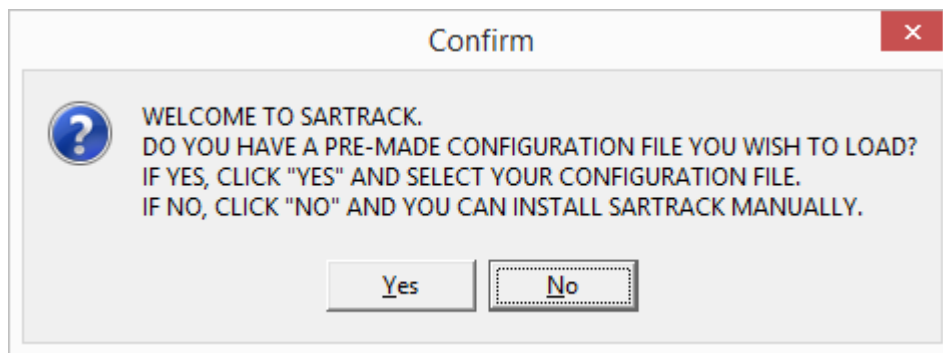 Confirm
WELCOME TO SARTRACK.
DO YOU HAVE A PRE-MADE CONFIGURATION FILE YOU WISH TO LOAD?
IF YES, CLICK "YES" AND SELECT YOUR CONFIGURATION FILE.
IF NO, CLICK "NO" AND YOU CAN INSTALL SARTRACK MANUALLY.
Yes No